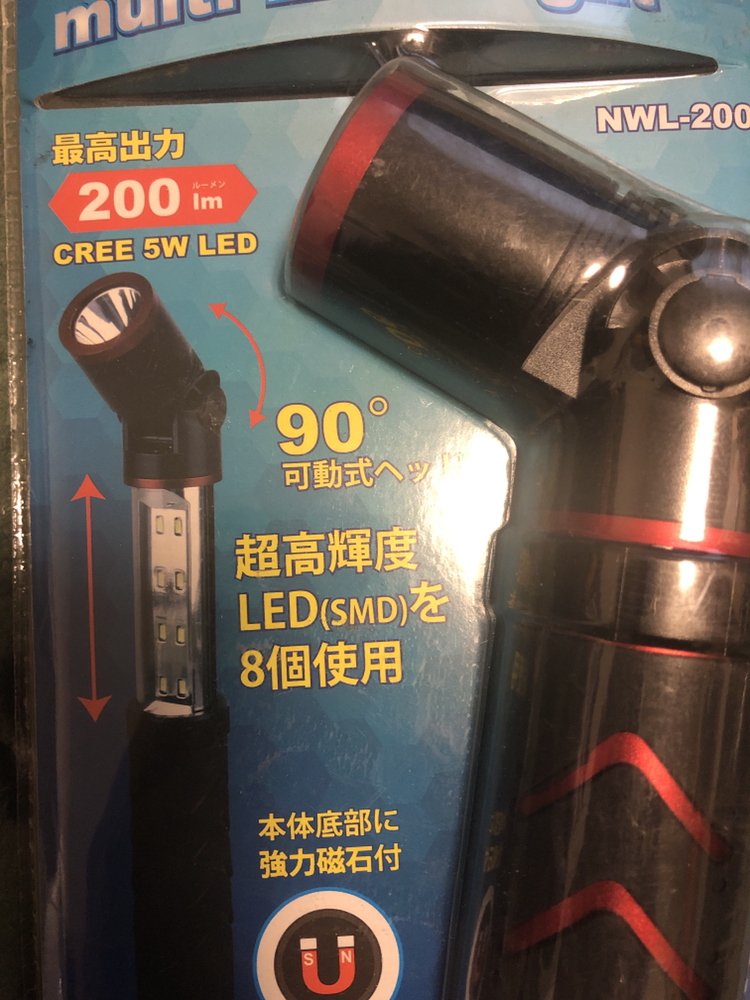 multi
NWL-200
最高出力
200 ルーメン lm
CREE 5W LED
90°
可動式ヘッ
超高輝度
LED(SMD)を
8個使用
本体底部に
強力磁石付
S N